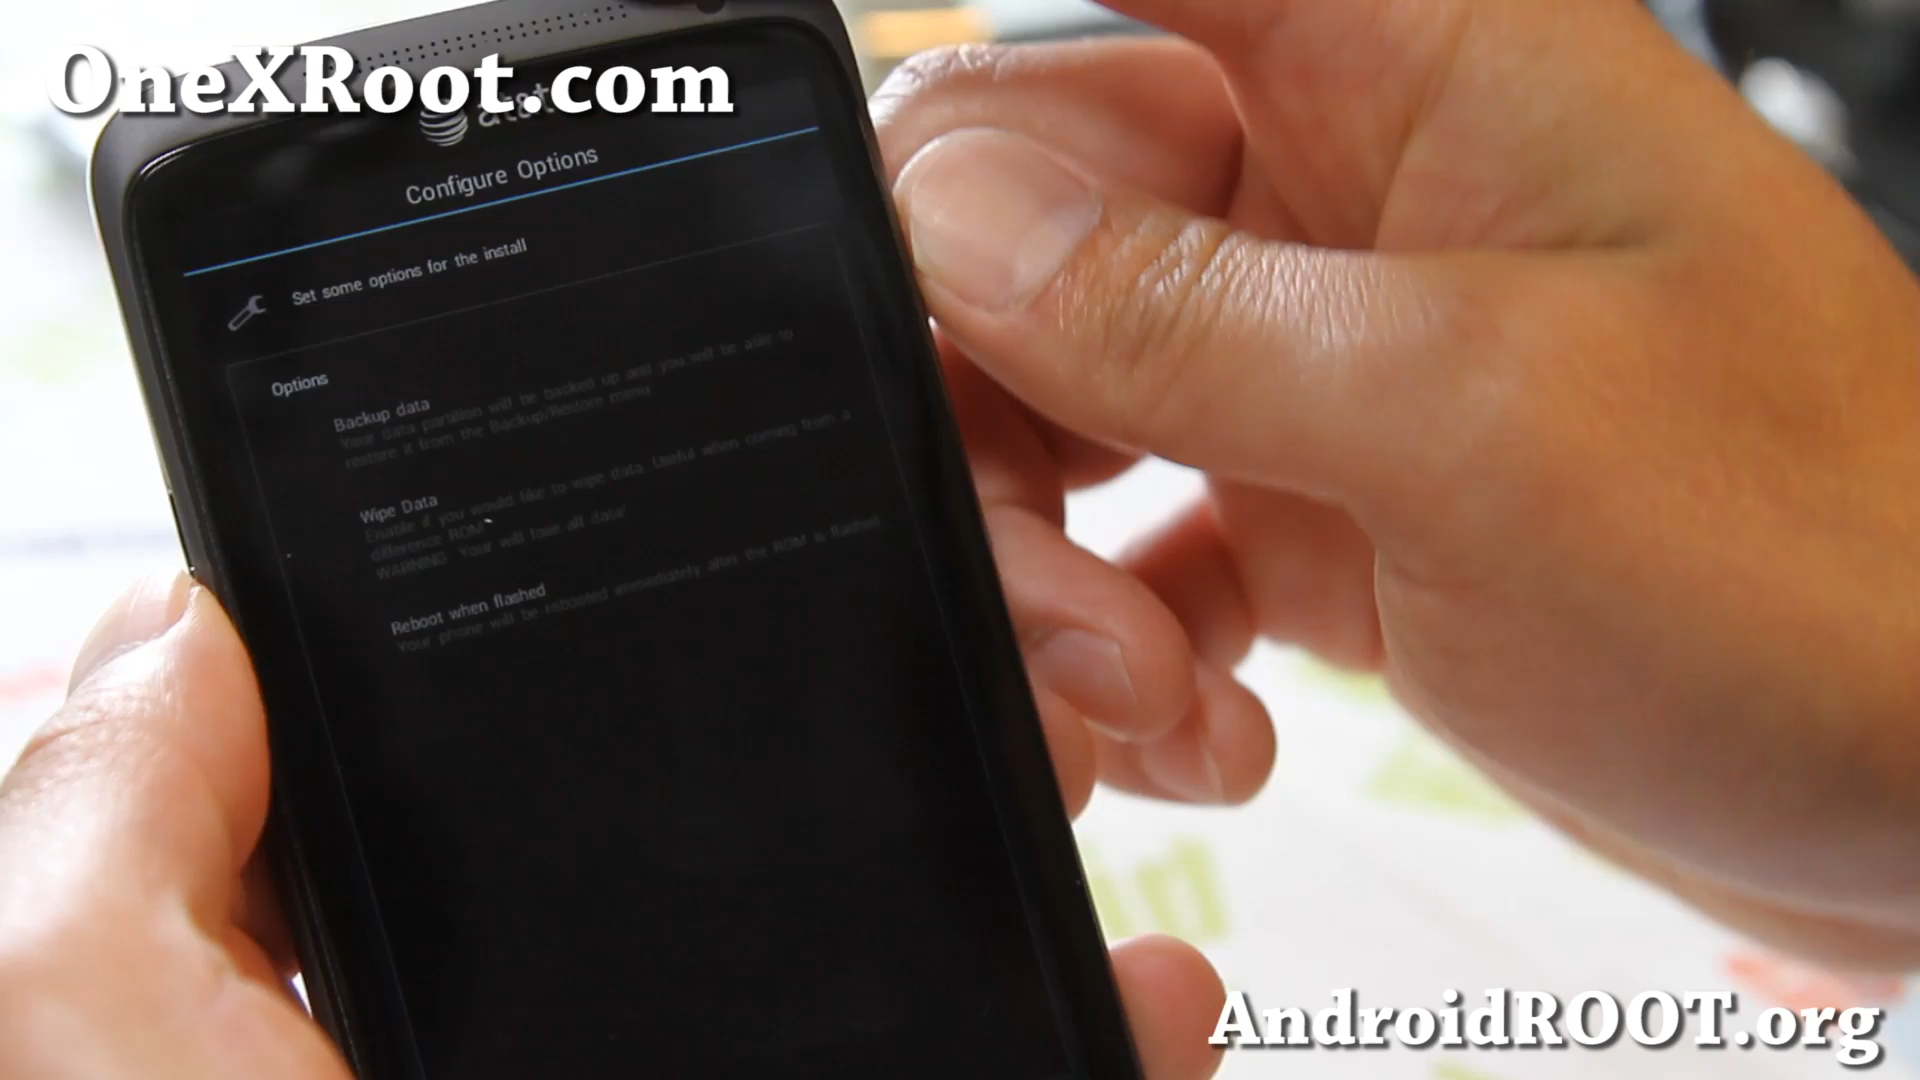 OneXRoot.com
at&t
Configure Options
Set some options for the install
Options
Backup data
Your data partition will be backed up and you will be able to
restore it from the Backup/Restore menu
Wipe Data
Enable if you would like to wipe data. Useful when coming from a
difference ROM.
WARNING: Your will lose all data!
Reboot when flashed
Your phone will be rebooted immediately after the ROM is flashed
AndroidROOT.org